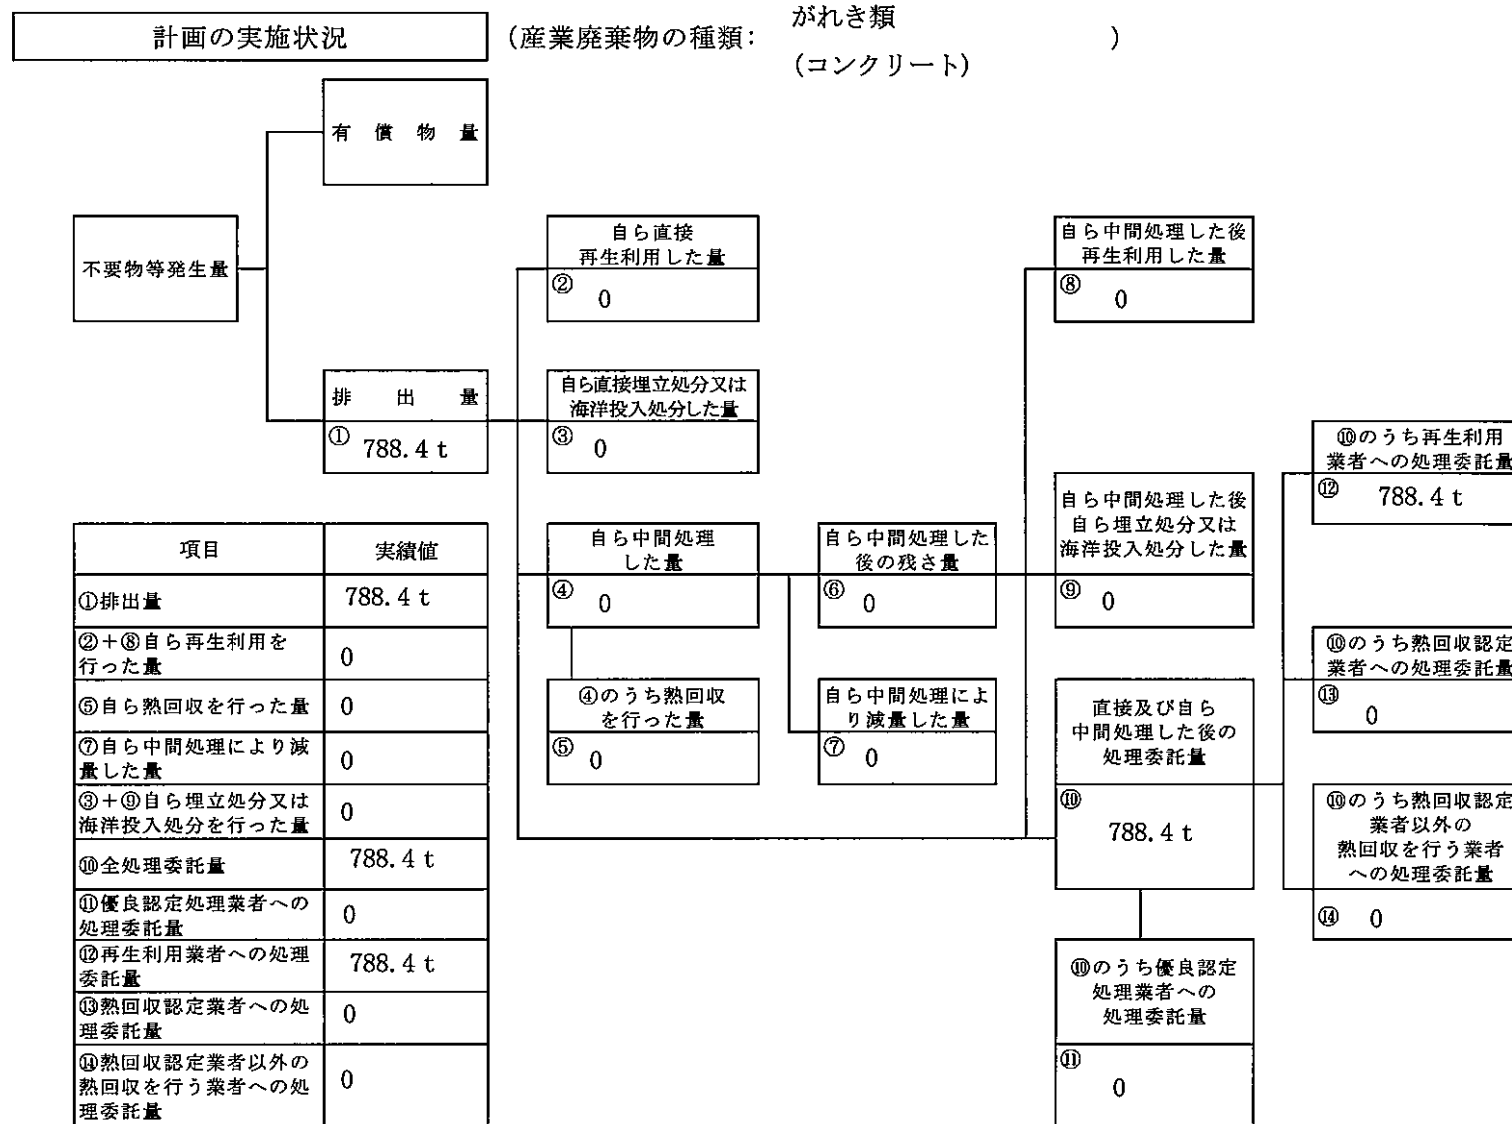 計画の実施状況
(産業廃棄物の種類:
がれき類
(コンクリート)
)
有償物量
不要物等発生量
排出量
①
788.4 t
自ら直接
再生利用した量
②
0
自ら直接埋立処分又は
海洋投入処分した量
③
0
自ら中間処理
した量
④
0
④のうち熱回収
を行った量
⑤
0
自ら中間処理した
後の残さ量
⑥
0
自ら中間処理によ
り減量した量
⑦
0
自ら中間処理した後
再生利用した量
⑧
0
自ら中間処理した後
自ら埋立処分又は
海洋投入処分した量
⑨
0
直接及び自ら
中間処理した後の
処理委託量
⑩
788.4 t
⑩のうち優良認定
処理業者への
処理委託量
⑪
0
⑩のうち再生利用
業者への処理委託量
⑫
788.4 t
⑩のうち熱回収認定
業者への処理委託量
⑬
0
⑩のうち熱回収認定
業者以外の
熱回収を行う業者
への処理委託量
⑭
0
項目
実績値
①排出量
788.4 t
②+⑧自ら再生利用を
行った量
0
⑤自ら熱回収を行った量
0
⑦自ら中間処理により減
量した量
0
③+⑨自ら埋立処分又は
海洋投入処分を行った量
0
⑩全処理委託量
788.4 t
⑪優良認定処理業者への
処理委託量
0
⑫再生利用業者への処理
委託量
788.4 t
⑬熱回収認定業者への処
理委託量
0
⑭熱回収認定業者以外の
熱回収を行う業者への処
理委託量
0